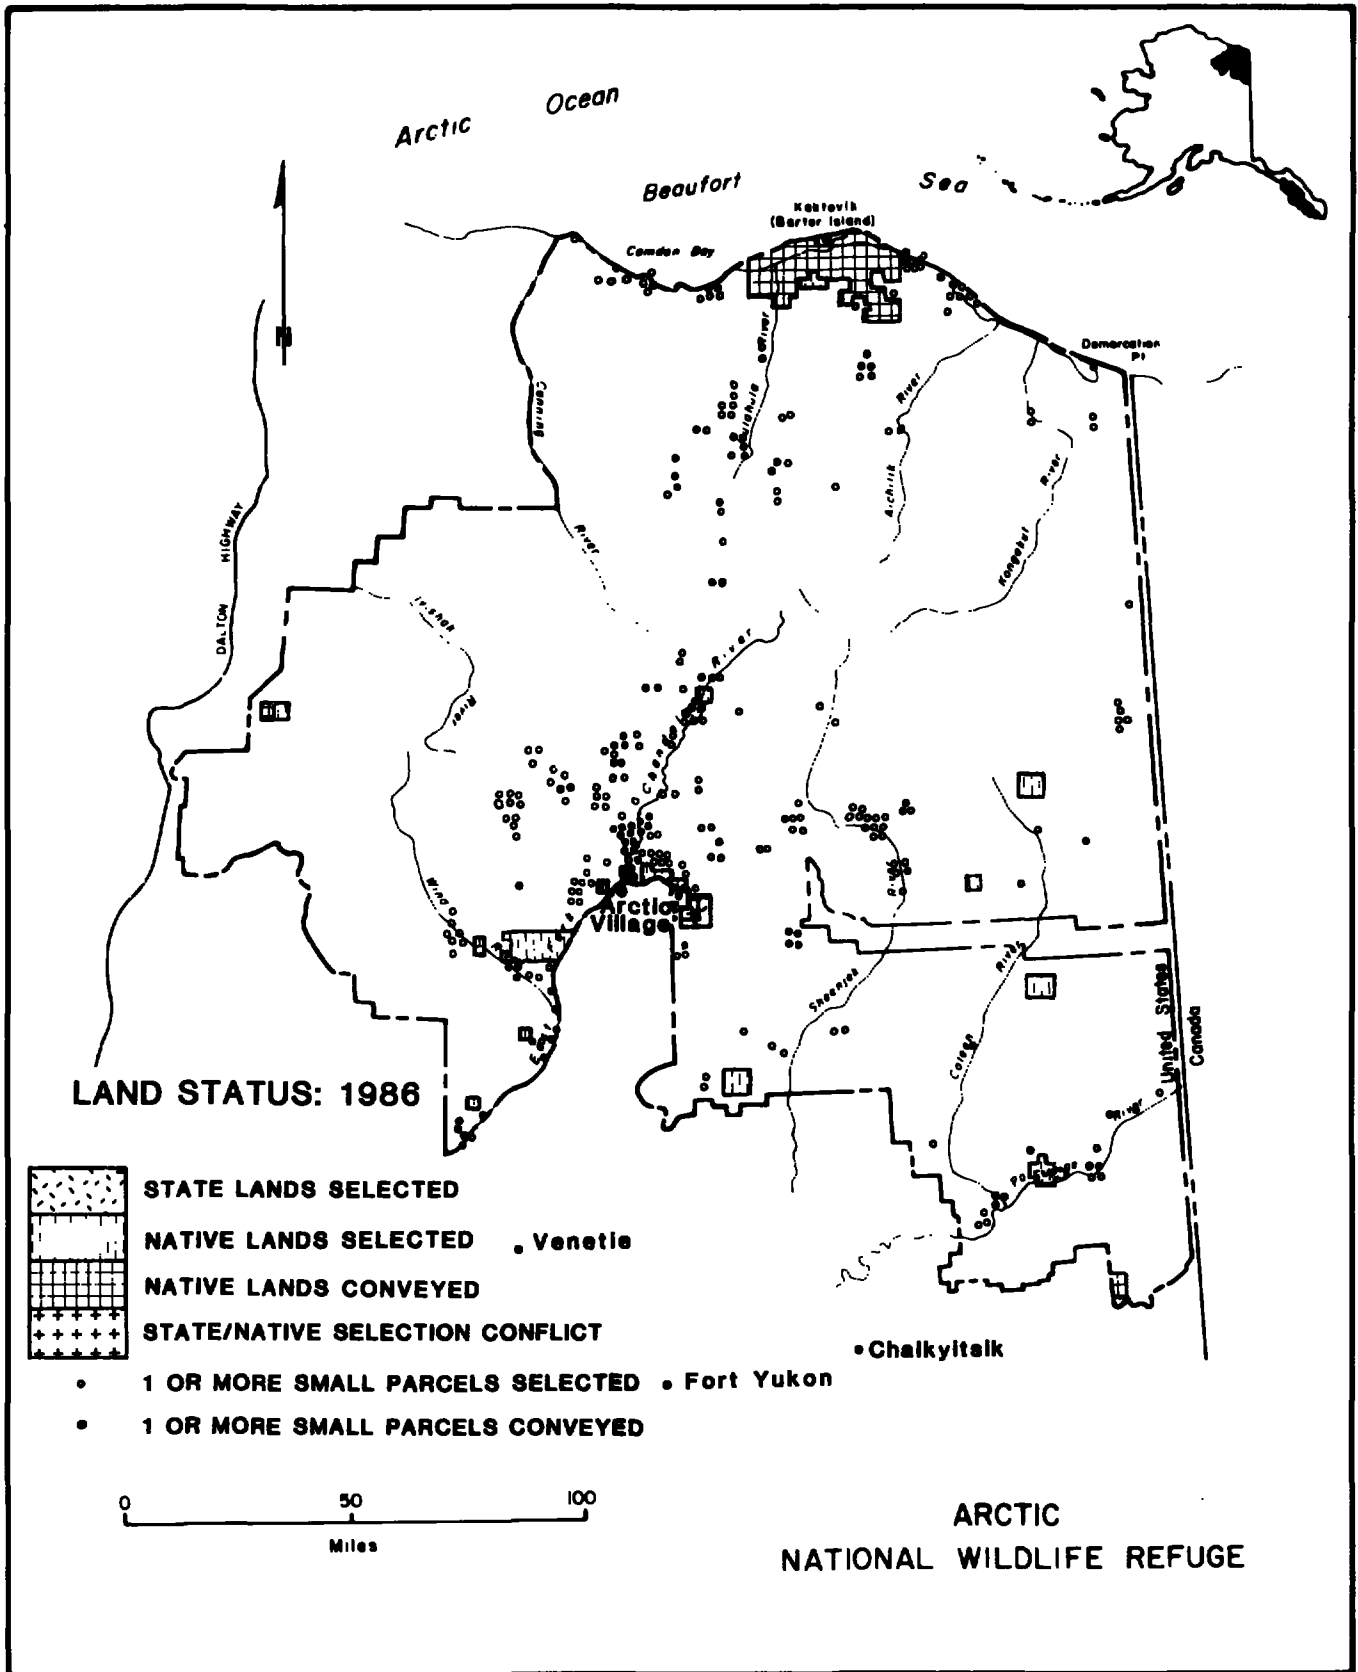 Arctic Ocean
Beaufort Sea
Kaktovik
(Barter Island)
Camden Bay
Demarcation
Pt
N
Canning
River
River
River
Aichilik
River
Kongakut
DALTON HIGHWAY
Ivishak
River
River
Wind
Arctic
Village
East
River
Sheenjek
River
Coleen
United States
Canada
River
LAND STATUS: 1986
STATE LANDS SELECTED
NATIVE LANDS SELECTED
Venetie
NATIVE LANDS CONVEYED
STATE/NATIVE SELECTION CONFLICT
Chalkyitsik
1 OR MORE SMALL PARCELS SELECTED
Fort Yukon
1 OR MORE SMALL PARCELS CONVEYED
0 50 100
Miles
ARCTIC
NATIONAL WILDLIFE REFUGE